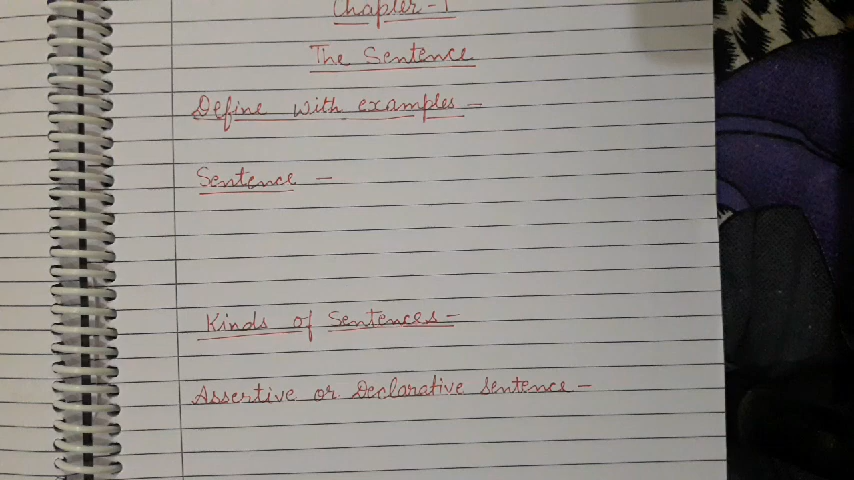 Chapter-1
The Sentence
Define with examples -
Sentence -
Kinds of Sentences -
Assertive or Declarative Sentence -